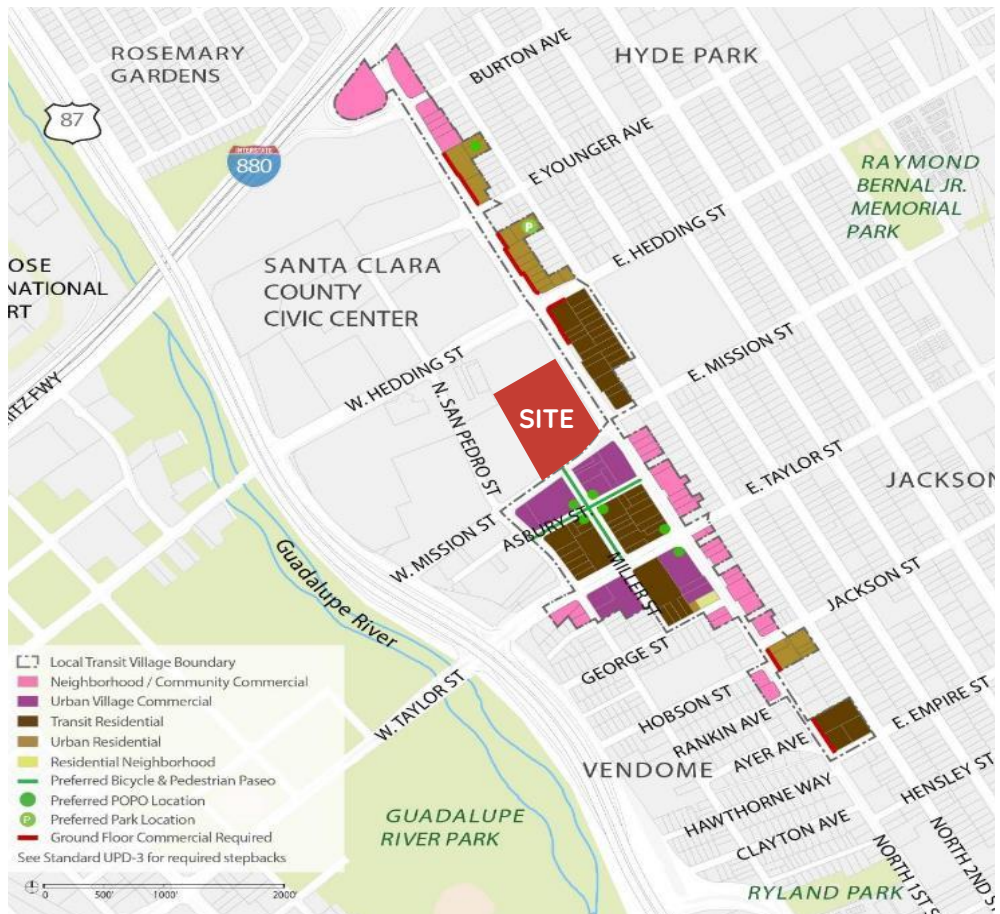 ROSEMARY
GARDENS
HYDE PARK
BURTON AVE
87
INTERSTATE
880
E YOUNGER AVE
RAYMOND
BERNAL JR.
MEMORIAL
PARK
E. HEDDING ST
OSE
NATIONAL
RT
SANTA CLARA
COUNTY
CIVIC CENTER
P
E. MISSION ST
W. HEDDING ST
ITZ FWY
N. SAN PEDRO ST
SITE
E. TAYLOR ST
JACKSON
ASBURY ST
W. MISSION ST
Guadalupe River
MILLER ST
JACKSON ST
GEORGE ST
W. TAYLOR ST
HOBSON ST
RANKIN AVE
E. EMPIRE ST
AYER AVE
VENDOME
HAWTHORNE WAY
HENSLEY ST
CLAYTON AVE
GUADALUPE
RIVER PARK
NORTH 1ST S
NORTH 2ND S
RYLAND PARK
Local Transit Village Boundary
Neighborhood / Community Commercial
Urban Village Commercial
Transit Residential
Urban Residential
Residential Neighborhood
Preferred Bicycle & Pedestrian Paseo
Preferred POPO Location
P Preferred Park Location
Ground Floor Commercial Required
See Standard UPD-3 for required stepbacks
0 500' 1000' 2000'